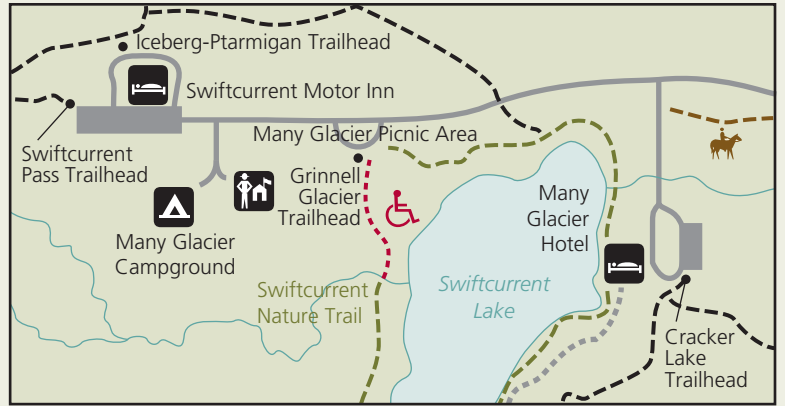 Iceberg-Ptarmigan Trailhead
Swiftcurrent Motor Inn
Many Glacier Picnic Area
Swiftcurrent
Pass Trailhead
Grinnell
Glacier
Trailhead
Many
Glacier
Hotel
Many Glacier
Campground
Swiftcurrent
Nature Trail
Swiftcurrent
Lake
Cracker
Lake
Trailhead